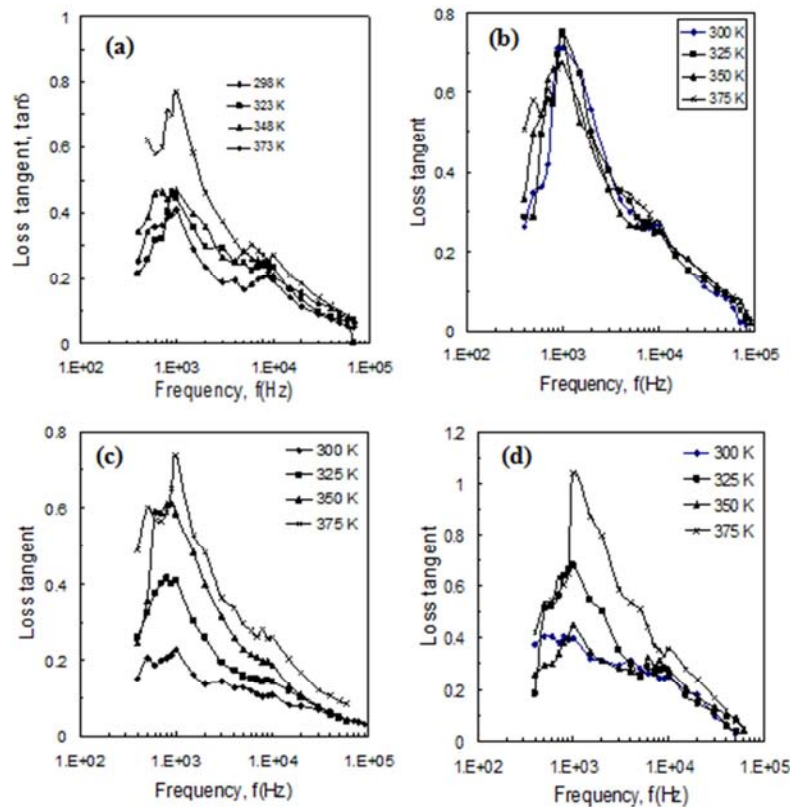 (a)
Loss tangent, tanδ
1
0.8
0.6
0.4
0.2
0
298 K
323 K
348 K
373 K
1.E+02 1.E+03 1.E+04 1.E+05
Frequency, f(Hz)
(b)
Loss tangent
0.8
0.6
0.4
0.2
0
300 K
325 K
350 K
375 K
1.E+02 1.E+03 1.E+04 1.E+05
Frequency, f(Hz)
(c)
Loss tangent
0.8
0.6
0.4
0.2
0
300 K
325 K
350 K
375 K
1.E+02 1.E+03 1.E+04 1.E+05
Frequency, f(Hz)
(d)
Loss tangent
1.2
1
0.8
0.6
0.4
0.2
0
300 K
325 K
350 K
375 K
1.E+02 1.E+03 1.E+04 1.E+05
Frequency, f(Hz)